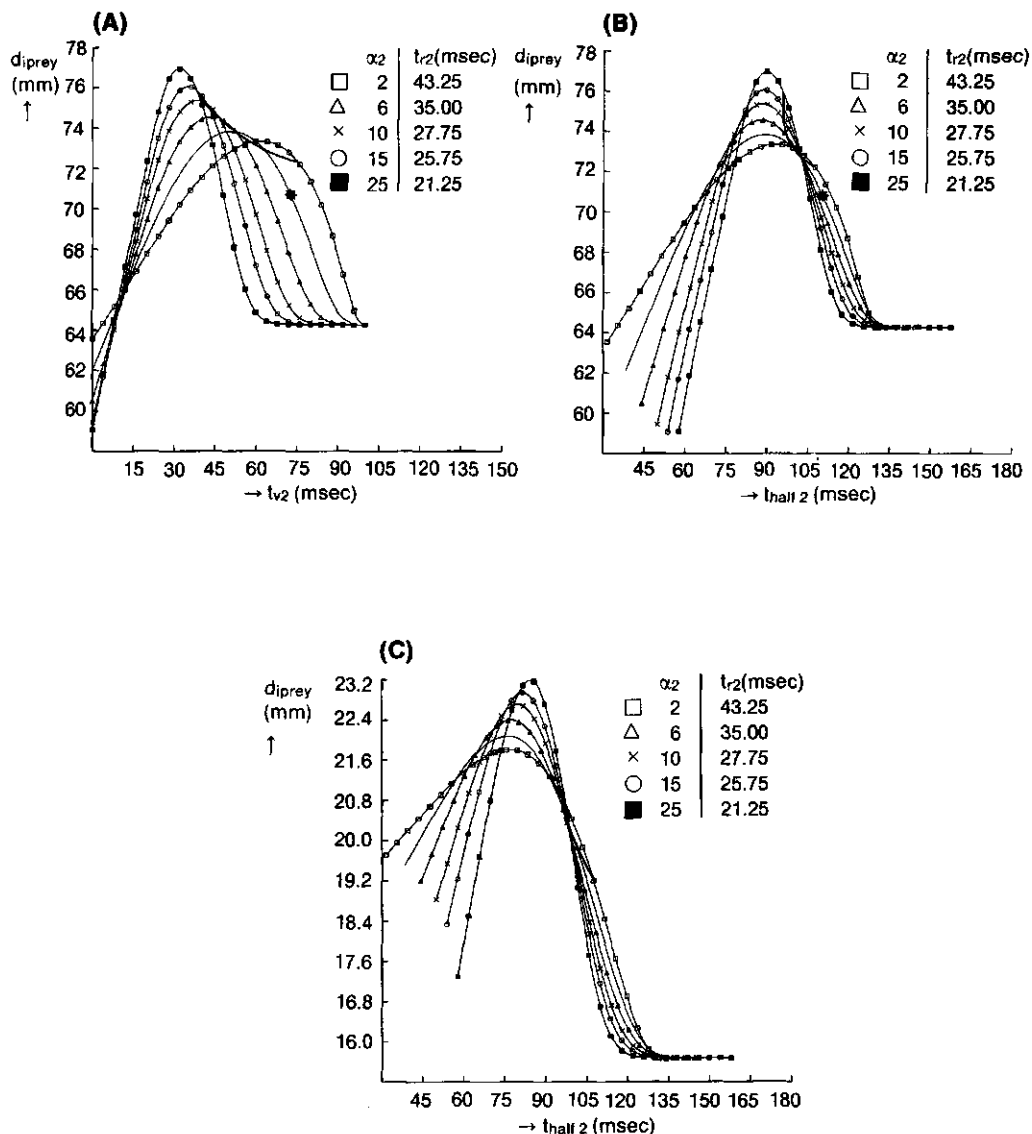 (A)
d_iprey
(mm)
↑
78
76
74
72
70
68
66
64
62
60
15 30 45 60 75 90 105 120 135 150
→ t_v2 (msec)
α2 t_r2(msec)
□ 2 43.25
△ 6 35.00
× 10 27.75
○ 15 25.75
■ 25 21.25
(B)
d_iprey
(mm)
↑
78
76
74
72
70
68
66
64
62
60
45 60 75 90 105 120 135 150 165 180
→ t_half 2 (msec)
α2 t_r2(msec)
□ 2 43.25
△ 6 35.00
× 10 27.75
○ 15 25.75
■ 25 21.25
(C)
d_iprey
(mm)
↑
23.2
22.4
21.6
20.8
20.0
19.2
18.4
17.6
16.8
16.0
45 60 75 90 105 120 135 150 165 180
→ t_half 2 (msec)
α2 t_r2(msec)
□ 2 43.25
△ 6 35.00
× 10 27.75
○ 15 25.75
■ 25 21.25